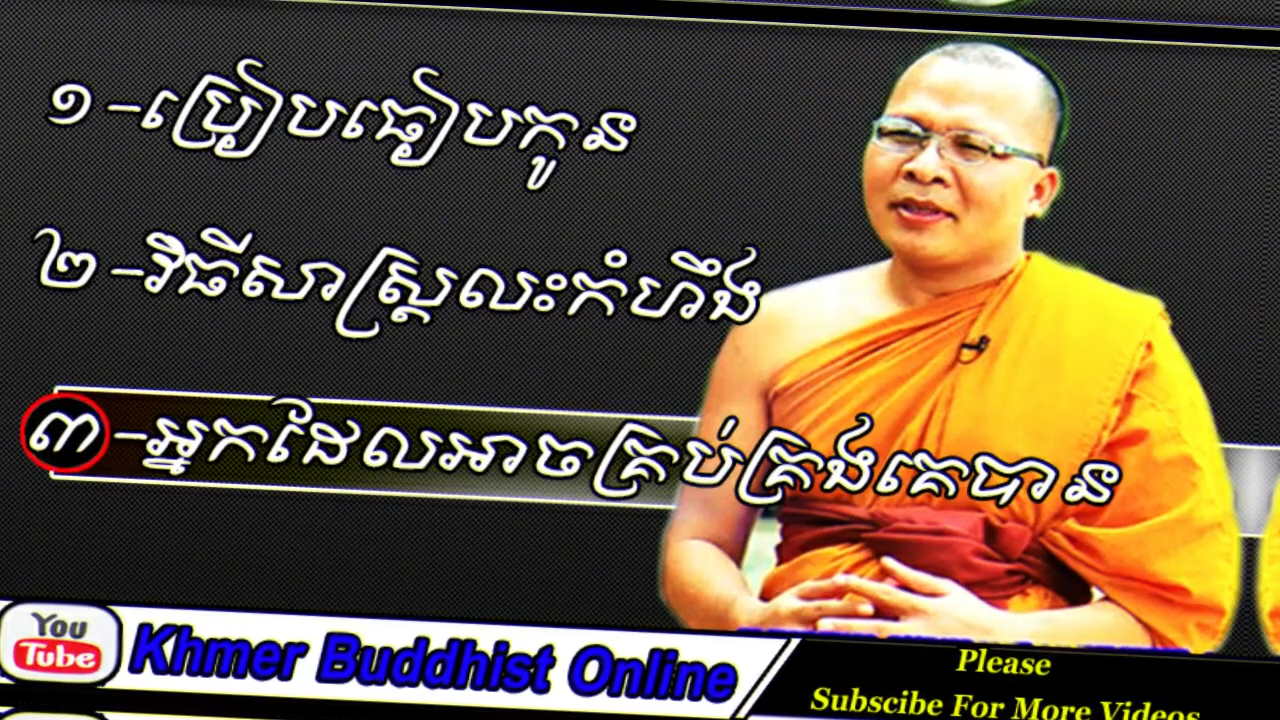 ១ -ប្រៀបធៀបកូន
២ -វិធីសាស្ត្រលះកំហឹង
៣ -អ្នកដែលអាចគ្រប់គ្រងគេបាន
You Tube
Khmer Buddhist Online
Please
Subscibe For More Videos